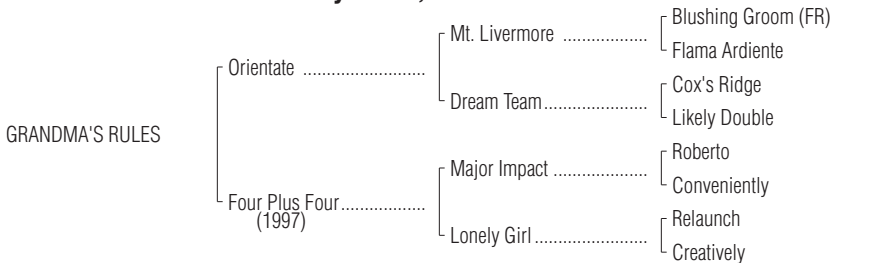 Blushing Groom (FR)
Mt. Livermore ..................
Flama Ardiente
Orientate ..........................
Cox's Ridge
Dream Team......................
Likely Double
GRANDMA'S RULES
Roberto
Major Impact ....................
Conveniently
Four Plus Four..................
(1997)
Relaunch
Lonely Girl........................
Creatively